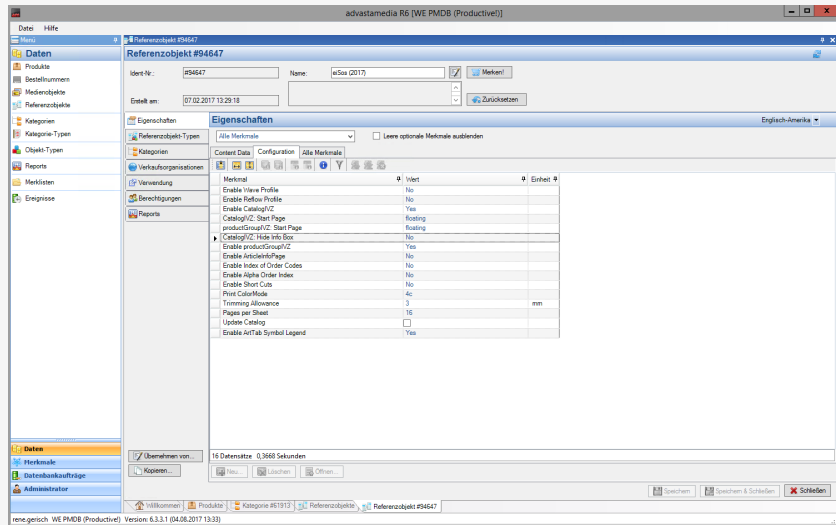 advastamedia R6 [WE PMDB (Productive!)]
Datei Hilfe
Menü
Referenzobjekt #94647
Daten
Referenzobjekt #94647
Produkte
Bestellnummern
Medienobjekte
Referenzobjekte
Kategorien
Kategorie-Typen
Objekt-Typen
Reports
Merklisten
Ereignisse
Ident-Nr.: #94647 Name: eiSos (2017) Merken!
Erstellt am: 07.02.2017 13:29:18 Zurücksetzen
Eigenschaften
Referenzobjekt-Typen
Kategorien
Verkaufsorganisationen
Verwendung
Berechtigungen
Reports
Eigenschaften Englisch-Amerika
Alle Merkmale Leere optionale Merkmale ausblenden
Content Data Configuration Alle Merkmale
Merkmal Wert Einheit
Enable Wave Profile No
Enable Reflow Profile No
Enable CatalogIVZ Yes
CatalogIVZ: Start Page floating
productGroupIVZ: Start Page floating
CatalogIVZ: Hide Info Box No
Enable productGroupIVZ Yes
Enable ArticleInfoPage No
Enable Index of Order Codes No
Enable Alpha Order Index No
Enable Short Cuts No
Print ColorMode 4c
Trimming Allowance 3 mm
Pages per Sheet 16
Update Catalog
Enable ArtTab Symbol Legend Yes
Daten
Merkmale
Datenbankaufträge
Administrator
Übernehmen von...
Kopieren...
16 Datensätze 0,3668 Sekunden
Neu... Löschen Öffnen...
Speichern Speichern & Schließen Schließen
Willkommen! Produkte Kategorie #61913 Referenzobjekte Referenzobjekt #94647
rene.gerisch WE PMDB (Productive!) Version: 6.3.3.1 (04.08.2017 13:33)